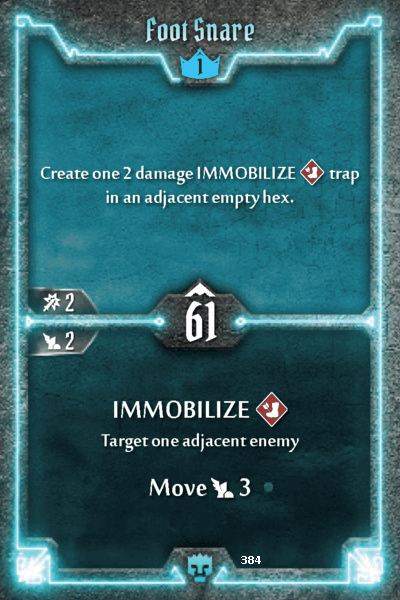 Foot Snare
1
Create one 2 damage IMMOBILIZE trap
in an adjacent empty hex.
2
61
2
IMMOBILIZE
Target one adjacent enemy
Move 3
384